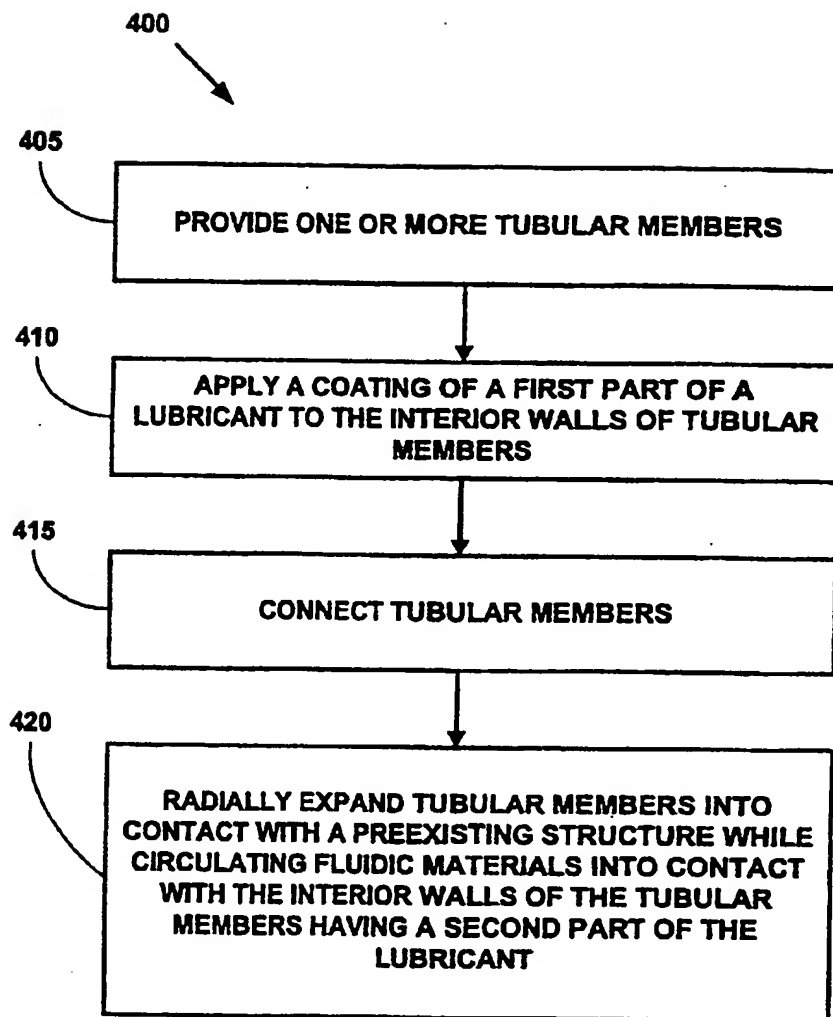 400
405
PROVIDE ONE OR MORE TUBULAR MEMBERS
410
APPLY A COATING OF A FIRST PART OF A
LUBRICANT TO THE INTERIOR WALLS OF TUBULAR
MEMBERS
415
CONNECT TUBULAR MEMBERS
420
RADIALLY EXPAND TUBULAR MEMBERS INTO
CONTACT WITH A PREEXISTING STRUCTURE WHILE
CIRCULATING FLUIDIC MATERIALS INTO CONTACT
WITH THE INTERIOR WALLS OF THE TUBULAR
MEMBERS HAVING A SECOND PART OF THE
LUBRICANT